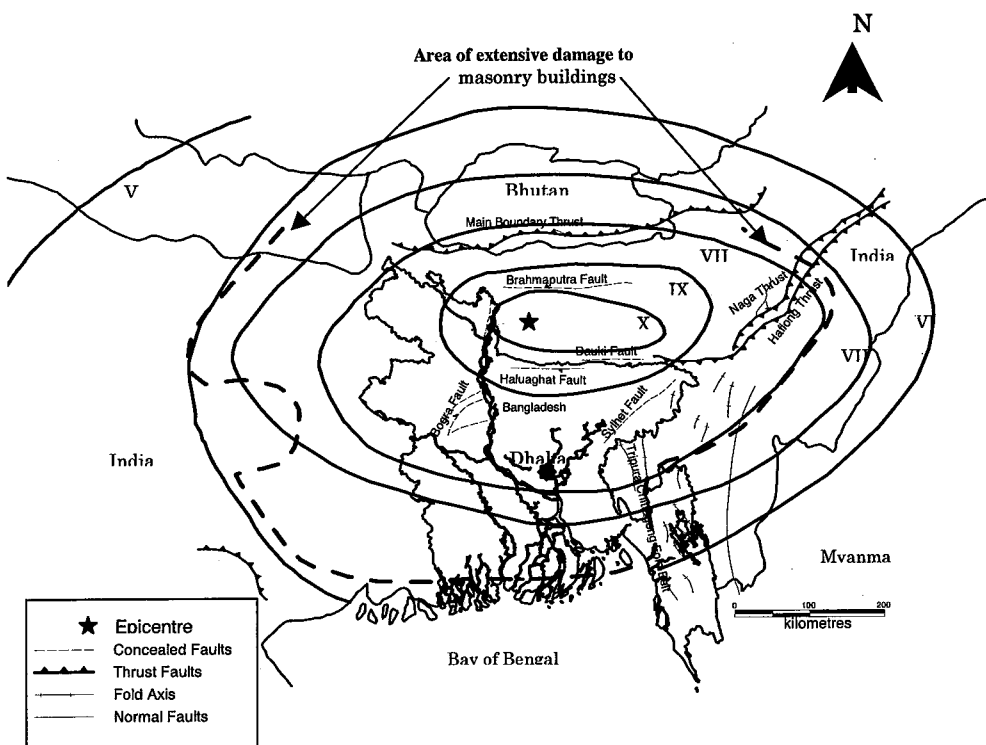 N
Area of extensive damage to
masonry buildings
V
Bhutan
Main Boundary Thrust
VII
India
Brahmaputra Fault
IX
Naga Thrust
Haflong Thrust
X
VI
Dauki Fault
VII
Haluaghat Fault
Bogra Fault
Bangladesh
Sylhet Fault
India
Dhaka
Mvanma
0 100 200
kilometres
Bav of Bengal
Epicentre
Concealed Faults
Thrust Faults
Fold Axis
Normal Faults